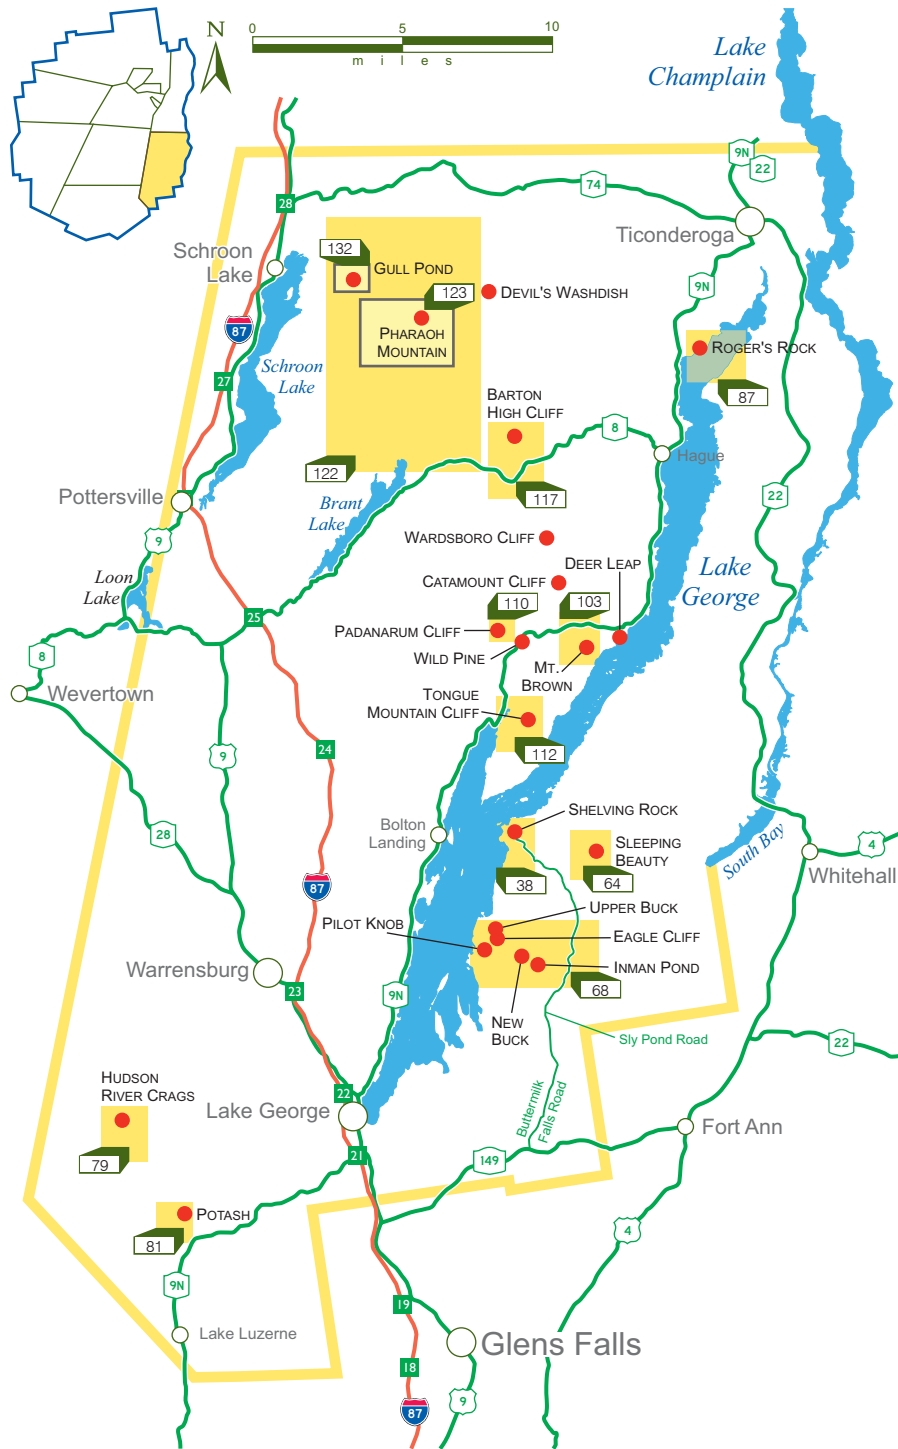 N
0 5 10
miles
Lake
Champlain
9N
22
74
28
Ticonderoga
Schroon
Lake
132
GULL POND
123
DEVIL'S WASHDISH
9N
87
PHAROAH
MOUNTAIN
ROGER'S ROCK
Schroon
Lake
27
87
BARTON
HIGH CLIFF
8
Hague
122
117
Pottersville
Brant
Lake
22
9
WARDSBORO CLIFF
DEER LEAP
Lake
George
Loon
Lake
CATAMOUNT CLIFF
110
103
25
PADANARUM CLIFF
8
WILD PINE
MT.
BROWN
Wevertown
TONGUE
MOUNTAIN CLIFF
24
9
112
SHELVING ROCK
28
Bolton
Landing
SLEEPING
BEAUTY
South Bay
4
Whitehall
38
64
87
UPPER BUCK
PILOT KNOB
EAGLE CLIFF
Warrensburg
INMAN POND
23
9N
68
NEW
BUCK
Sly Pond Road
22
HUDSON
RIVER CRAGS
22
Lake George
Buttermilk
Falls Road
Fort Ann
21
149
79
POTASH
4
81
9N
19
Lake Luzerne
Glens Falls
18
9
87